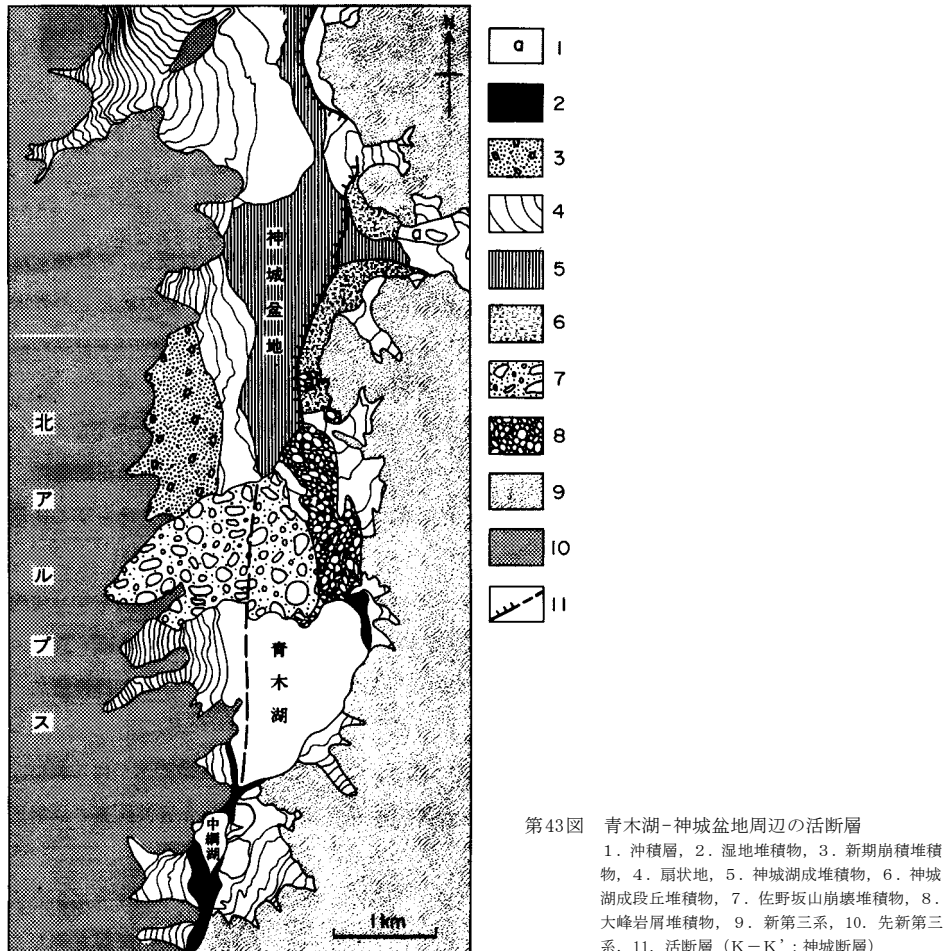 N
神城盆地
a
北アルプス
青木湖
中綱湖
1km
a 1
2
3
4
5
6
7
8
9
10
11
第43図 青木湖−神城盆地周辺の活断層
1．沖積層，2．湿地堆積物，3．新期崩積堆積
物，4．扇状地，5．神城湖成堆積物，6．神城
湖成段丘堆積物，7．佐野坂山崩壊堆積物，8．
大峰岩屑堆積物，9．新第三系，10．先新第三
系，11．活断層（K−K’：神城断層）